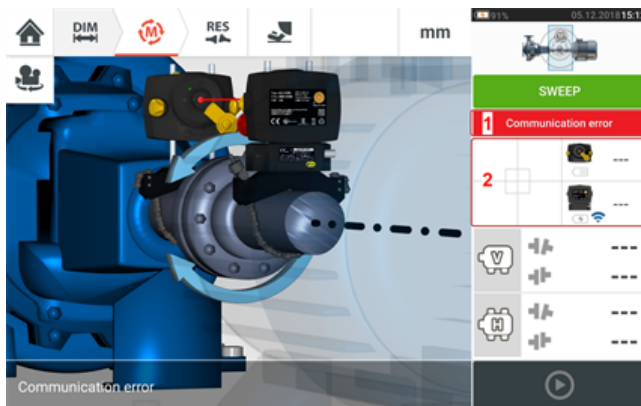 DIM
M
RES
mm
91%
05.12.2018
SWEEP
1 Communication error
2
---
---
V
---
---
H
---
---
Communication error